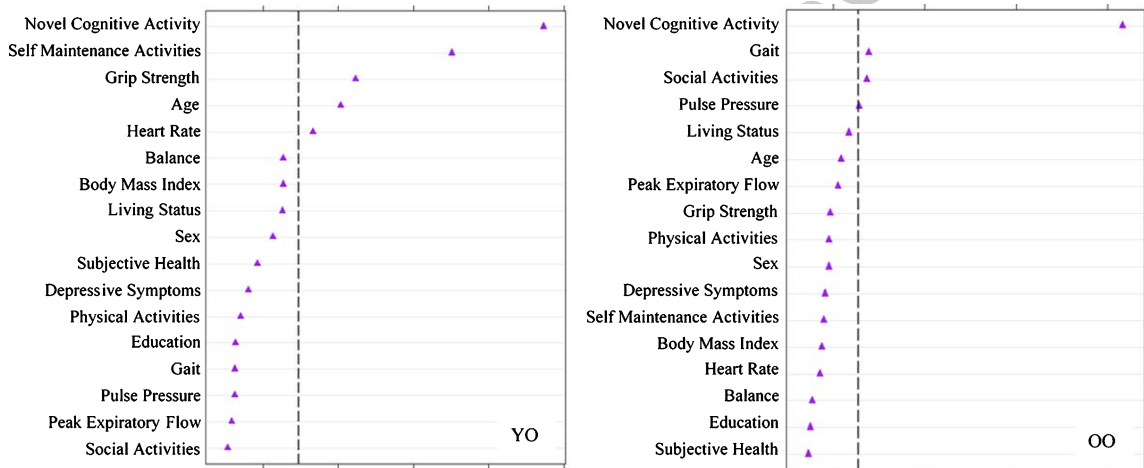 Novel Cognitive Activity
Self Maintenance Activities
Grip Strength
Age
Heart Rate
Balance
Body Mass Index
Living Status
Sex
Subjective Health
Depressive Symptoms
Physical Activities
Education
Gait
Pulse Pressure
Peak Expiratory Flow
Social Activities
YO
Novel Cognitive Activity
Gait
Social Activities
Pulse Pressure
Living Status
Age
Peak Expiratory Flow
Grip Strength
Physical Activities
Sex
Depressive Symptoms
Self Maintenance Activities
Body Mass Index
Heart Rate
Balance
Education
Subjective Health
OO